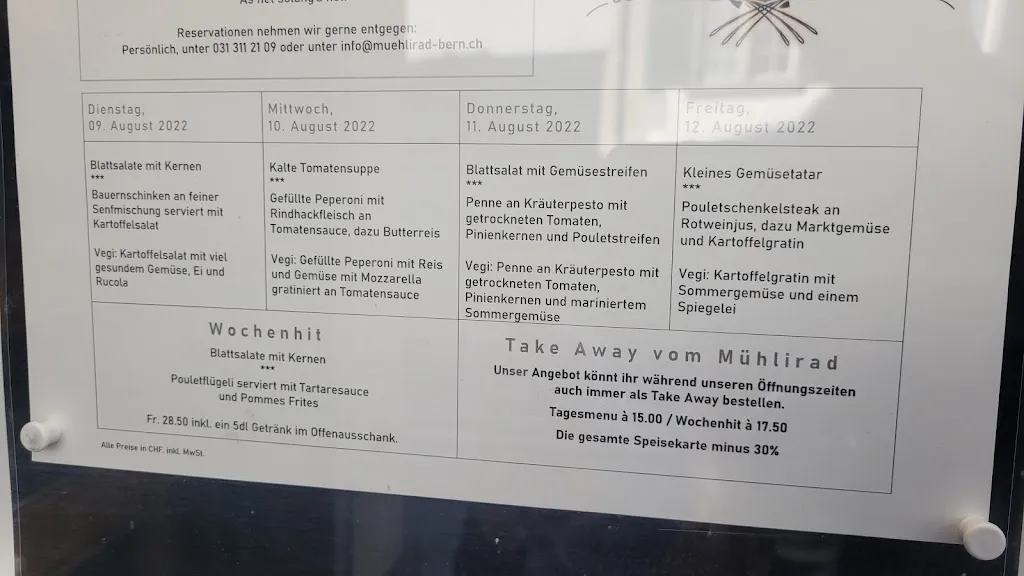 Reservationen nehmen wir gerne entgegen:
Persönlich, unter 031 311 21 09 oder unter info@muehlirad-bern.ch
Dienstag,
09. August 2022
Blattsalate mit Kernen
***
Bauernschinken an feiner
Senfmischung serviert mit
Kartoffelsalat
Vegi: Kartoffelsalat mit viel
gesundem Gemüse, Ei und
Rucola
Mittwoch,
10. August 2022
Kalte Tomatensuppe
***
Gefüllte Peperoni mit
Rindhackfleisch an
Tomatensauce, dazu Butterreis
Vegi: Gefüllte Peperoni mit Reis
und Gemüse mit Mozzarella
gratiniert an Tomatensauce
Donnerstag,
11. August 2022
Blattsalat mit Gemüsestreifen
***
Penne an Kräuterpesto mit
getrockneten Tomaten,
Pinienkernen und Pouletstreifen
Vegi: Penne an Kräuterpesto mit
getrockneten Tomaten,
Pinienkernen und mariniertem
Sommergemüse
Freitag,
12. August 2022
Kleines Gemüsetatar
***
Pouletschenkelsteak an
Rotweinjus, dazu Marktgemüse
und Kartoffelgratin
Vegi: Kartoffelgratin mit
Sommergemüse und einem
Spiegelei
Wochenhit
Blattsalate mit Kernen
***
Pouletflügeli serviert mit Tartaresauce
und Pommes Frites
Fr. 28.50 inkl. ein 5dl Getränk im Offenausschank.
Take Away vom Mühlirad
Unser Angebot könnt ihr während unseren Öffnungszeiten
auch immer als Take Away bestellen.
Tagesmenu à 15.00 / Wochenhit à 17.50
Die gesamte Speisekarte minus 30%
Alle Preise in CHF. inkl. MwSt.